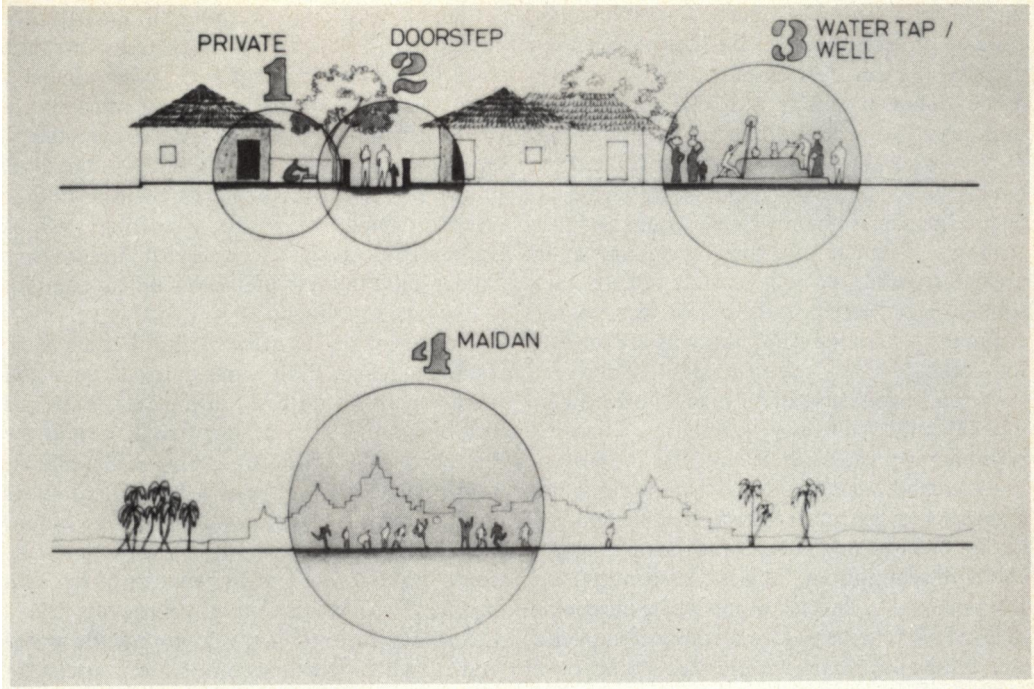 PRIVATE
1
DOORSTEP
2
3 WATER TAP /
WELL
4 MAIDAN